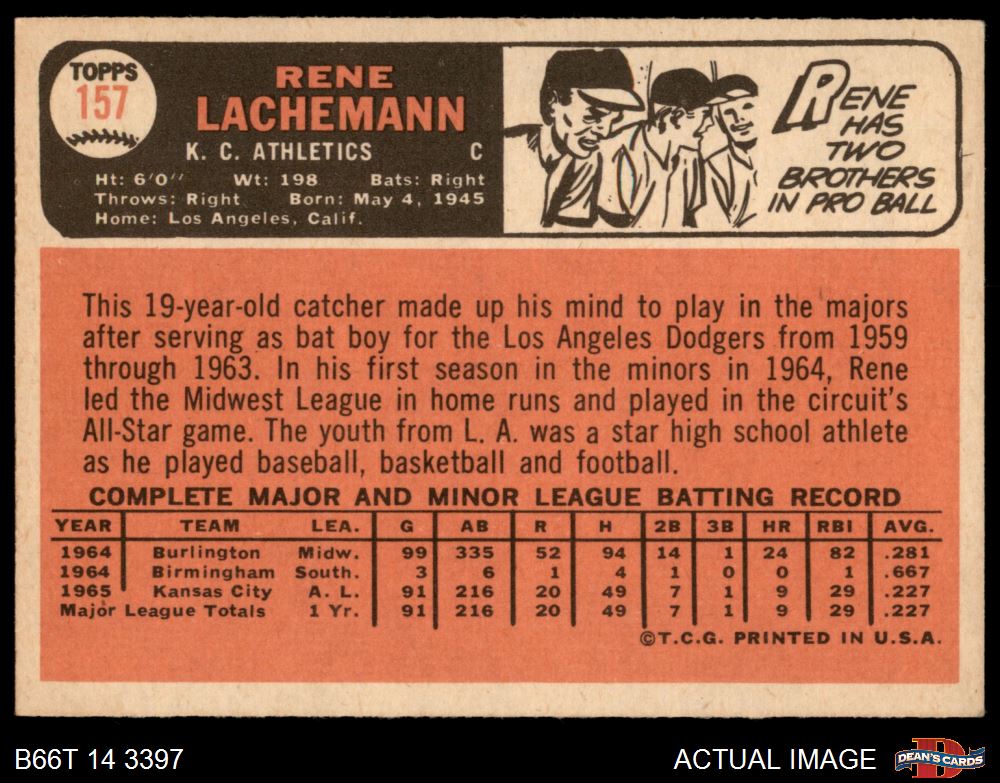 TOPPS
157
RENE
LACHEMANN
K. C. ATHLETICS C
Ht: 6'0" Wt: 198 Bats: Right
Throws: Right Born: May 4, 1945
Home: Los Angeles, Calif.
RENE
HAS
TWO
BROTHERS
IN PRO BALL
This 19-year-old catcher made up his mind to play in the majors
after serving as bat boy for the Los Angeles Dodgers from 1959
through 1963. In his first season in the minors in 1964, Rene
led the Midwest League in home runs and played in the circuit's
All-Star game. The youth from L. A. was a star high school athlete
as he played baseball, basketball and football.
COMPLETE MAJOR AND MINOR LEAGUE BATTING RECORD
YEAR TEAM LEA. G AB R H 2B 3B HR RBI AVG.
1964 Burlington Midw. 99 335 52 94 14 1 24 82 .281
1964 Birmingham South. 3 6 1 4 1 0 0 1 .667
1965 Kansas City A. L. 91 216 20 49 7 1 9 29 .227
Major League Totals 1 Yr. 91 216 20 49 7 1 9 29 .227
©T.C.G. PRINTED IN U.S.A.
B66T 14 3397 ACTUAL IMAGE
D
DEAN'S CARDS